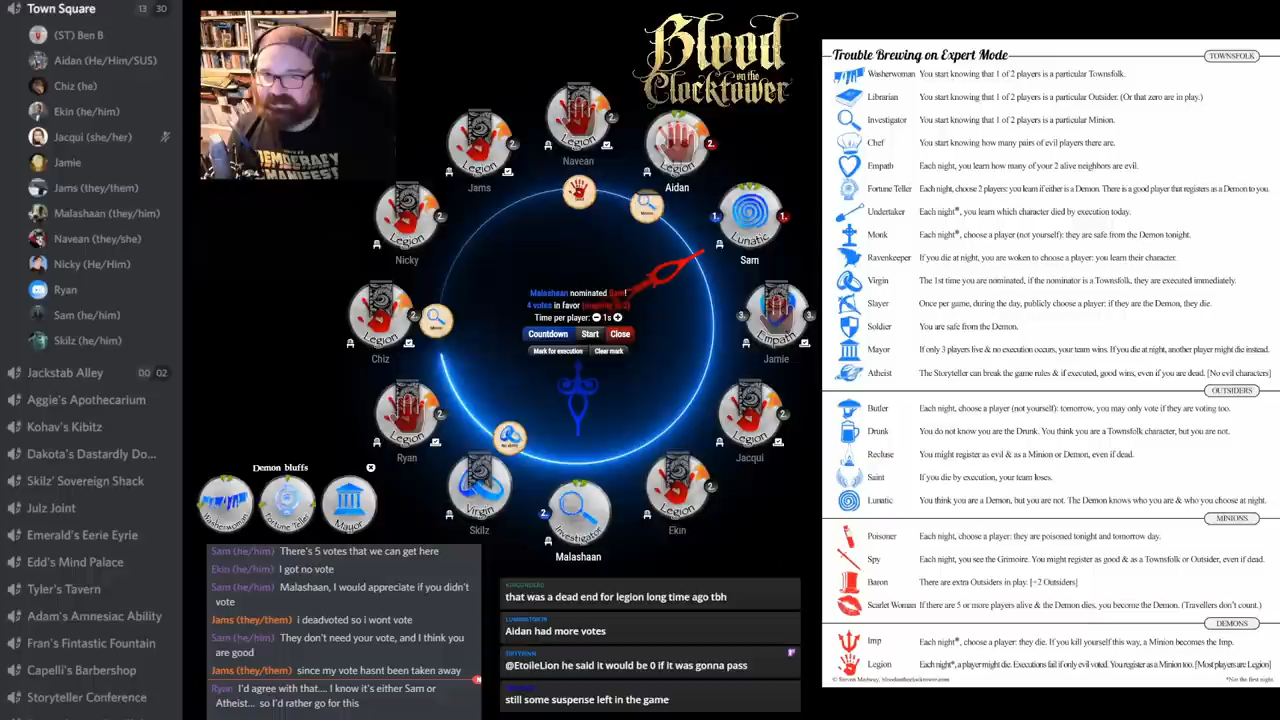 Town Square 13 30
(ST) Ben B
Aidan (He/Him/SUS)
Chiz (he)
Ekin (he/him)
Jacqui (she/her)
Jamie
Jams (they/them)
Malashaan (they/him)
Navean (they/she)
Nicky (He/Him)
Ryan
Sam (he/him)
Skilz (he/him)
Jackstab Alley 00 02
Aggie's Apothecarium
Kohav's Kibitz
Dakota's Dastardly Do...
Skilz' Sovereign Shack
Julz Joint
Emerald's Eerie Eyrie
Edd's Mind Palace
Tyler's Tavern
Adam's Amnesiac Ability
Fran's Frantic Fountain
Capelli's Barbershop
Storyteller's Conference
DEMOCRACY
MANIFEST
Blood
on the
Clocktower
Legion
Navean
Legion
Jams
Legion
Aidan
Legion
Nicky
Lunatic
Sam
Legion
Chiz
Empath
Jamie
Legion
Ryan
Legion
Jacqui
Virgin
Skilz
Investigator
Malashaan
Legion
Ekin
Malashaan nominated Sam!
4 votes in favor
Time per player: 1s
Countdown Start Close
Mark for execution Clear mark
Demon bluffs
Washerwoman Fortune Teller Mayor
Sam (he/him) There's 5 votes that we can get here
Ekin (he/him) I got no vote
Sam (he/him) Malashaan, I would appreciate if you didn't
vote
Jams (they/them) i deadvoted so i wont vote
Sam (he/him) They don't need your vote, and I think you
are good
Jams (they/them) since my vote hasnt been taken away
Ryan I'd agree with that.... I know it's either Sam or
Atheist... so I'd rather go for this
that was a dead end for legion long time ago tbh
Aidan had more votes
@EtoileLion he said it would be 0 if it was gonna pass
still some suspense left in the game
Trouble Brewing on Expert Mode
TOWNSFOLK
Washerwoman You start knowing that 1 of 2 players is a particular Townsfolk.
Librarian You start knowing that 1 of 2 players is a particular Outsider. (Or that zero are in play.)
Investigator You start knowing that 1 of 2 players is a particular Minion.
Chef You start knowing how many pairs of evil players there are.
Empath Each night, you learn how many of your 2 alive neighbors are evil.
Fortune Teller Each night, choose 2 players: you learn if either is a Demon. There is a good player that registers as a Demon to you.
Undertaker Each night*, you learn which character died by execution today.
Monk Each night*, choose a player (not yourself): they are safe from the Demon tonight.
Ravenkeeper If you die at night, you are woken to choose a player: you learn their character.
Virgin The 1st time you are nominated, if the nominator is a Townsfolk, they are executed immediately.
Slayer Once per game, during the day, publicly choose a player: if they are the Demon, they die.
Soldier You are safe from the Demon.
Mayor If only 3 players live & no execution occurs, your team wins. If you die at night, another player might die instead.
Atheist The Storyteller can break the game rules & if executed, good wins, even if you are dead. [No evil characters]
OUTSIDERS
Butler Each night, choose a player (not yourself): tomorrow, you may only vote if they are voting too.
Drunk You do not know you are the Drunk. You think you are a Townsfolk character, but you are not.
Recluse You might register as evil & as a Minion or Demon, even if dead.
Saint If you die by execution, your team loses.
Lunatic You think you are a Demon, but you are not. The Demon knows who you are & who you choose at night.
MINIONS
Poisoner Each night, choose a player: they are poisoned tonight and tomorrow day.
Spy Each night, you see the Grimoire. You might register as good & as a Townsfolk or Outsider, even if dead.
Baron There are extra Outsiders in play. [+2 Outsiders]
Scarlet Woman If there are 5 or more players alive & the Demon dies, you become the Demon. (Travellers don't count.)
DEMONS
Imp Each night*, choose a player: they die. If you kill yourself this way, a Minion becomes the Imp.
Legion Each night*, a player might die. Executions fail if only evil voted. You register as a Minion too. [Most players are Legion]
© Steven Medway, bloodontheclocktower.com *Not the first night.